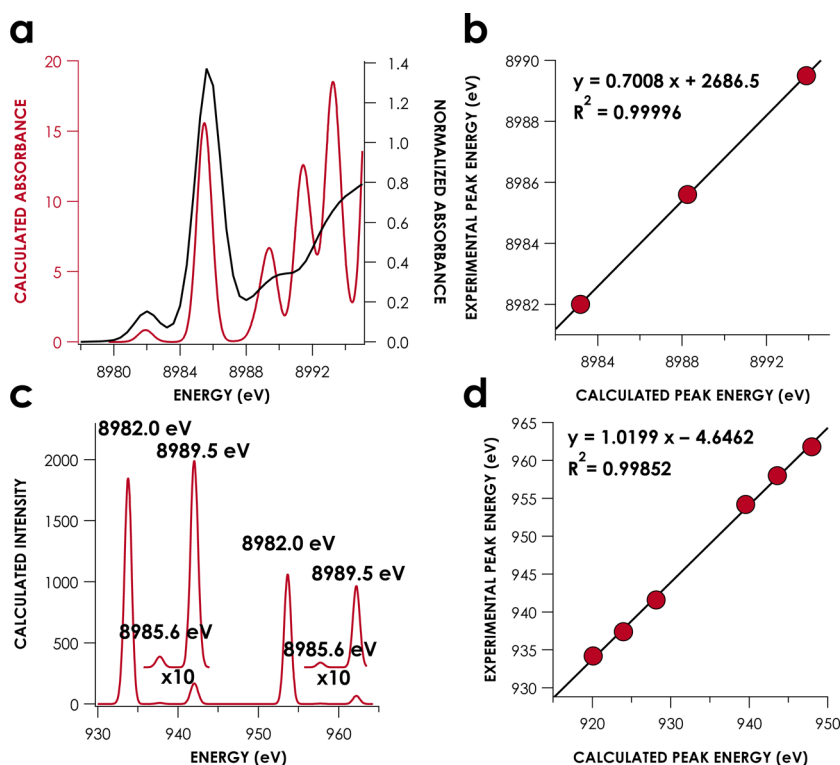 a
20
15
10
5
0
CALCULATED ABSORBANCE
1.4
1.2
1.0
0.8
0.6
0.4
0.2
0.0
NORMALIZED ABSORBANCE
8980
8984
8988
8992
ENERGY (eV)
b
y = 0.7008 x + 2686.5
R² = 0.99996
8990
8988
8986
8984
8982
EXPERIMENTAL PEAK ENERGY (eV)
8984
8988
8992
CALCULATED PEAK ENERGY (eV)
c
8982.0 eV
8989.5 eV
8982.0 eV
8989.5 eV
8985.6 eV
8985.6 eV
x10
x10
2000
1500
1000
500
0
CALCULATED INTENSITY
930
940
950
960
ENERGY (eV)
d
y = 1.0199 x – 4.6462
R² = 0.99852
965
960
955
950
945
940
935
930
EXPERIMENTAL PEAK ENERGY (eV)
920
930
940
950
CALCULATED PEAK ENERGY (eV)